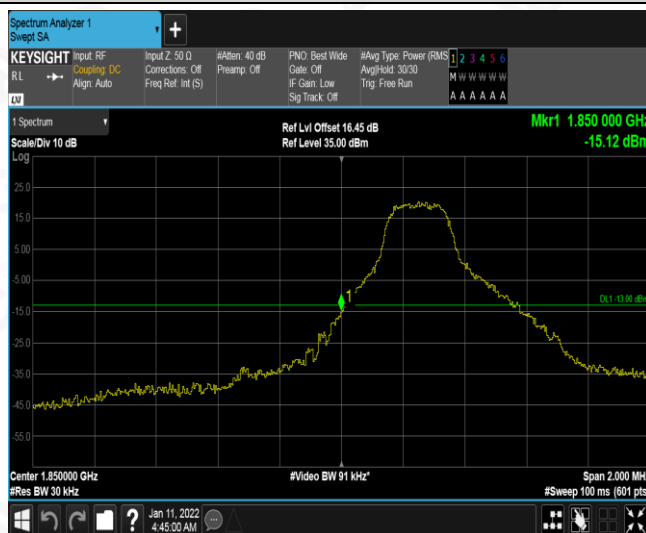 Spectrum Analyzer 1
Swept SA
KEYSIGHT
RL
Input: RF
Coupling: DC
Align: Auto
Input Z: 50 Ω
Corrections: Off
Freq Ref: Int (S)
#Atten: 40 dB
Preamp: Off
PNO: Best Wide
Gate: Off
IF Gain: Low
Sig Track: Off
#Avg Type: Power (RMS
Avg|Hold: 30/30
Trig: Free Run
1 2 3 4 5 6
M W W W W W
A A A A A A
1 Spectrum
Scale/Div 10 dB
Ref Lvl Offset 16.45 dB
Ref Level 35.00 dBm
Mkr1 1.850 000 GHz
-15.12 dBm
Log
25.0
15.0
5.00
-5.00
-15.0
-25.0
-35.0
-45.0
-55.0
1
DL1 -13.00 dBm
Center 1.850000 GHz
#Res BW 30 kHz
#Video BW 91 kHz*
Span 2.000 MHz
#Sweep 100 ms (601 pts)
?
Jan 11, 2022
4:45:00 AM